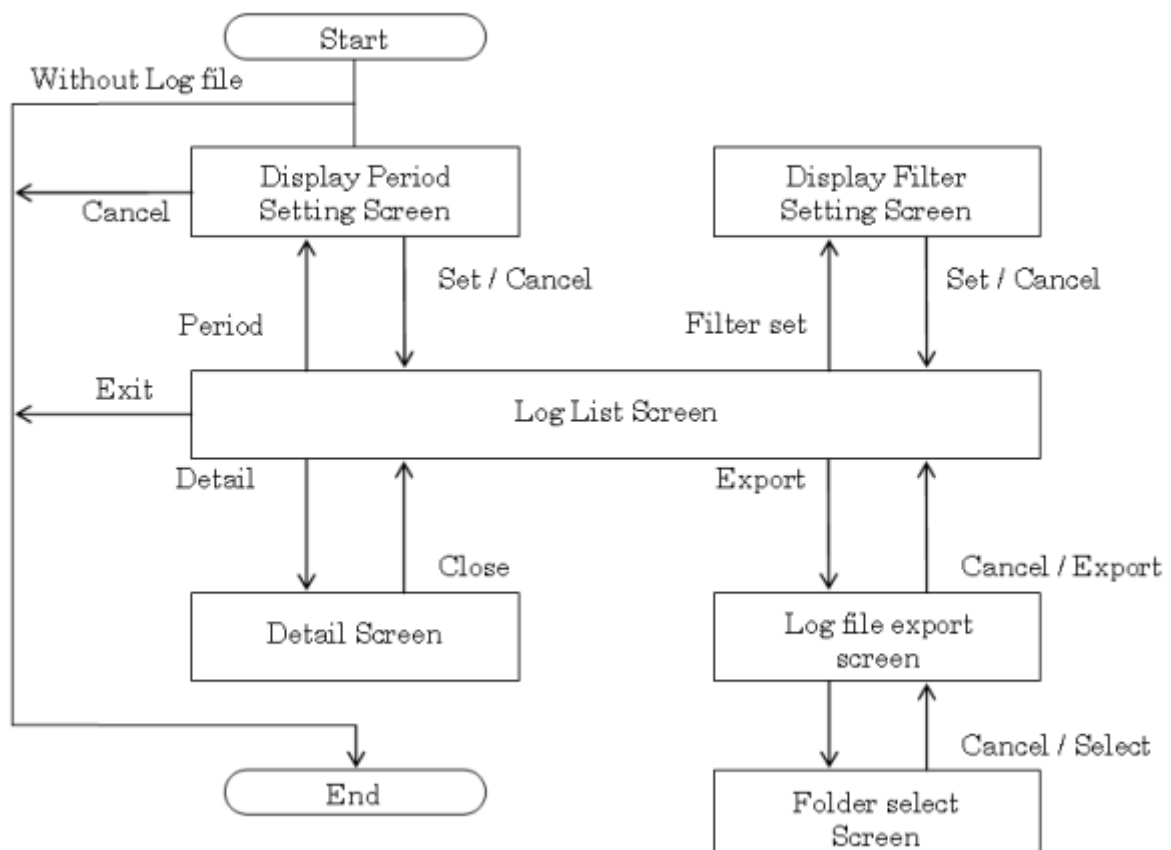 Start
Without Log file
Display Period
Setting Screen
Display Filter
Setting Screen
Cancel
Set / Cancel
Set / Cancel
Period
Filter set
Exit
Log List Screen
Detail
Export
Close
Cancel / Export
Detail Screen
Log file export
screen
Cancel / Select
End
Folder select
Screen